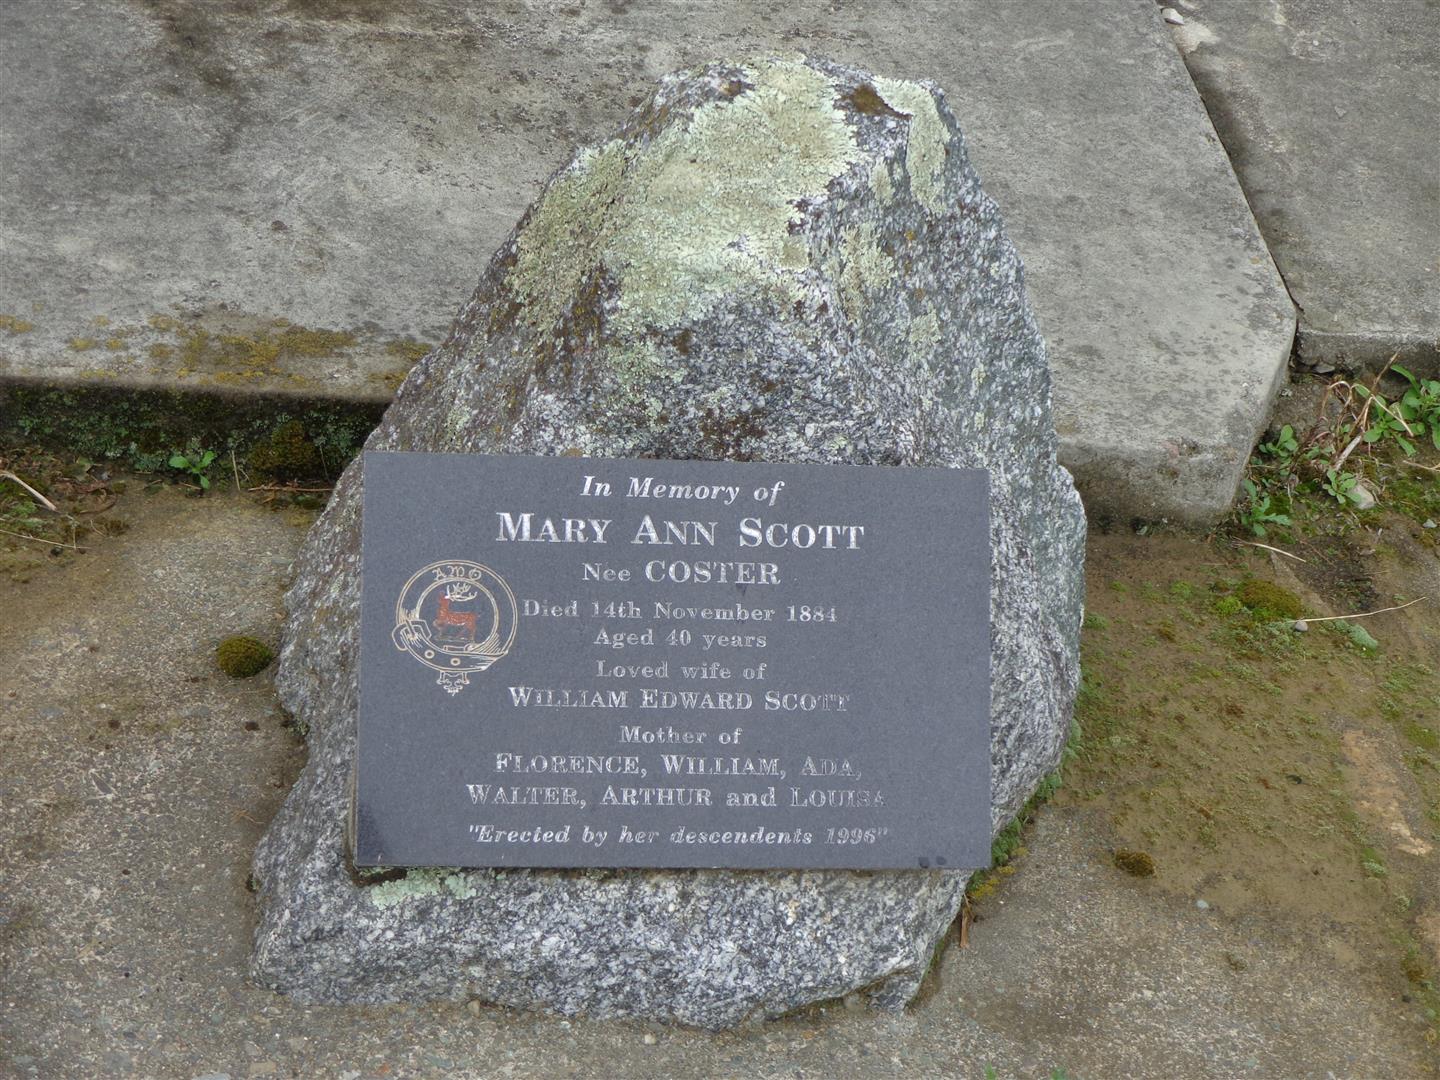 In Memory of
MARY ANN SCOTT
Nee COSTER
AMO
Died 14th November 1884
Aged 40 years
Loved wife of
WILLIAM EDWARD SCOTT
Mother of
FLORENCE, WILLIAM, ADA,
WALTER, ARTHUR and LOUISA
"Erected by her descendents 1996"